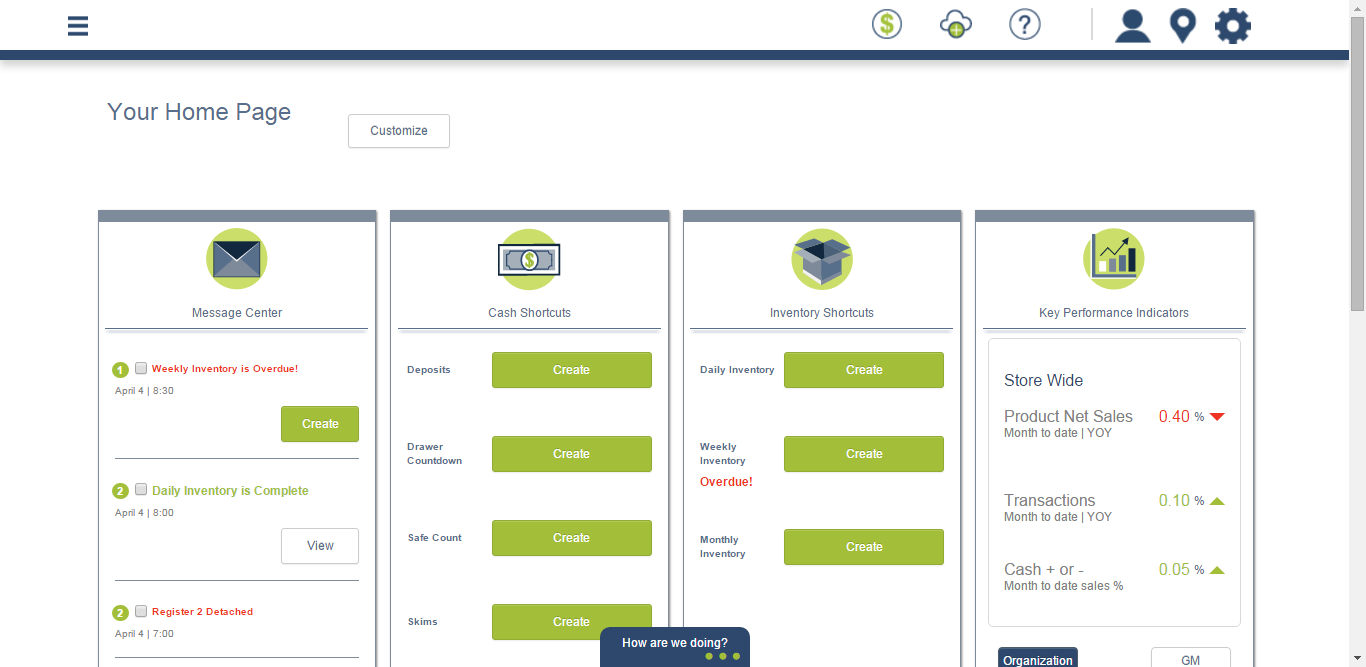 $
?
Your Home Page
Customize
Message Center
1
Weekly Inventory is Overdue!
April 4 | 8:30
Create
2
Daily Inventory is Complete
April 4 | 8:00
View
2
Register 2 Detached
April 4 | 7:00
$
Cash Shortcuts
Deposits
Create
Drawer
Countdown
Create
Safe Count
Create
Skims
Create
Inventory Shortcuts
Daily Inventory
Create
Weekly
Inventory
Overdue!
Create
Monthly
Inventory
Create
Key Performance Indicators
Store Wide
Product Net Sales
0.40 %
Month to date | YOY
Transactions
0.10 %
Month to date | YOY
Cash + or -
0.05 %
Month to date sales %
Organization
GM
How are we doing?